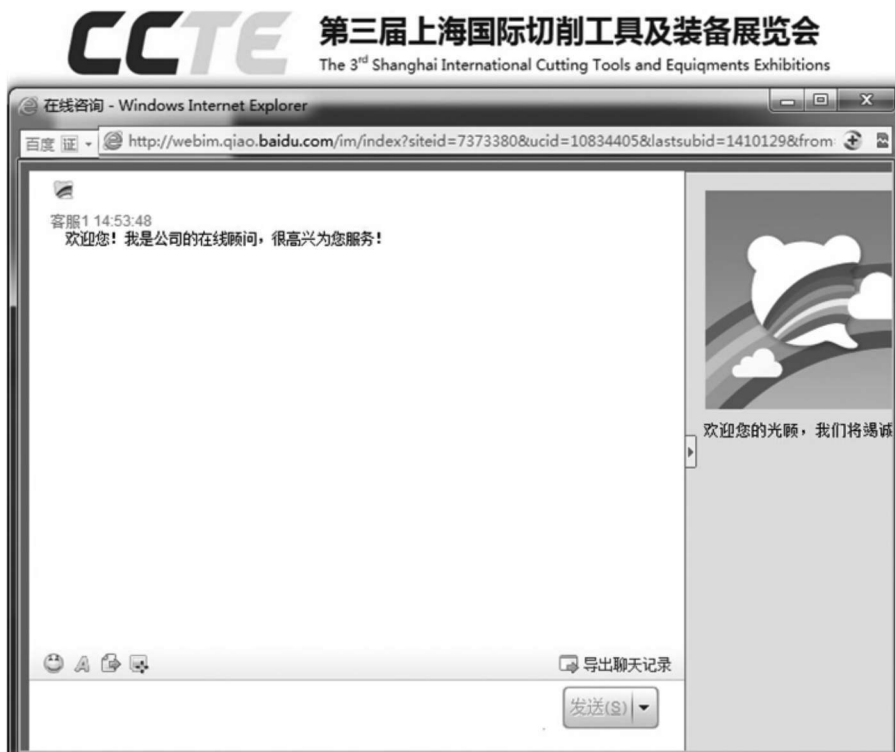 CCTE
第三届上海国际切削工具及装备展览会
The 3rd Shanghai International Cutting Tools and Equiqments Exhibitions
在线咨询 - Windows Internet Explorer
百度 证 http://webim.qiao.baidu.com/im/index?siteid=7373380&ucid=10834405&lastsubid=1410129&from
客服1 14:53:48
欢迎您！我是公司的在线顾问，很高兴为您服务！
欢迎您的光顾，我们将竭诚
导出聊天记录
发送(S)